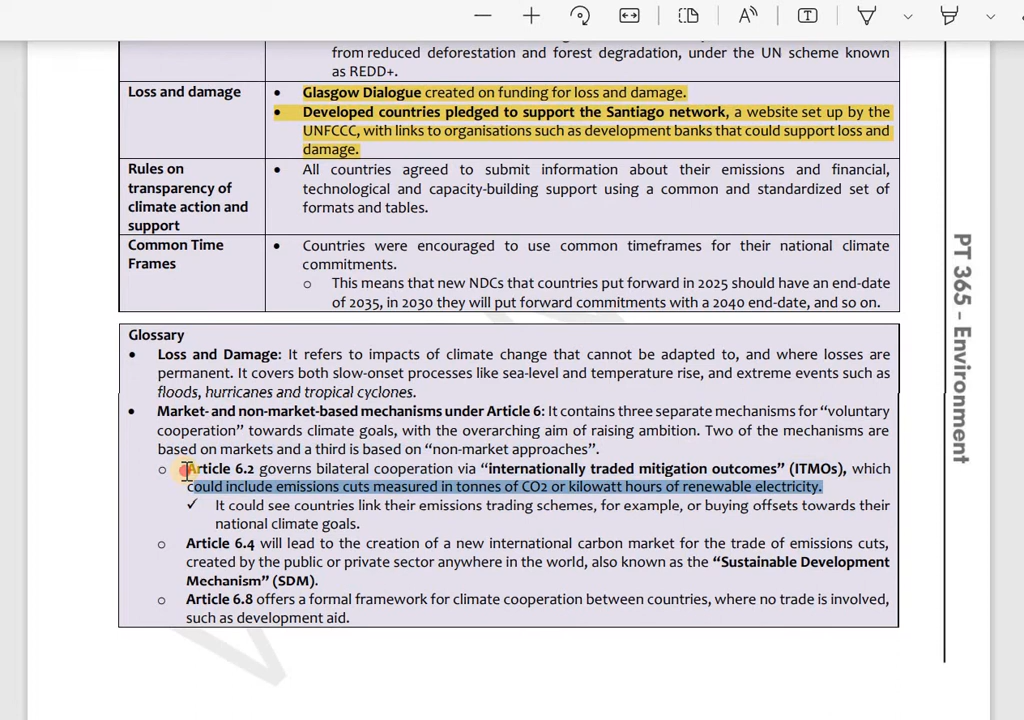 from reduced deforestation and forest degradation, under the UN scheme known
as REDD+.
Loss and damage
• Glasgow Dialogue created on funding for loss and damage.
• Developed countries pledged to support the Santiago network, a website set up by the
UNFCCC, with links to organisations such as development banks that could support loss and
damage.
Rules on
transparency of
climate action and
support
• All countries agreed to submit information about their emissions and financial,
technological and capacity-building support using a common and standardized set of
formats and tables.
Common Time
Frames
• Countries were encouraged to use common timeframes for their national climate
commitments.
o This means that new NDCs that countries put forward in 2025 should have an end-date
of 2035, in 2030 they will put forward commitments with a 2040 end-date, and so on.
Glossary
• Loss and Damage: It refers to impacts of climate change that cannot be adapted to, and where losses are
permanent. It covers both slow-onset processes like sea-level and temperature rise, and extreme events such as
floods, hurricanes and tropical cyclones.
• Market- and non-market-based mechanisms under Article 6: It contains three separate mechanisms for “voluntary
cooperation” towards climate goals, with the overarching aim of raising ambition. Two of the mechanisms are
based on markets and a third is based on “non-market approaches”.
o Article 6.2 governs bilateral cooperation via “internationally traded mitigation outcomes” (ITMOs), which
could include emissions cuts measured in tonnes of CO2 or kilowatt hours of renewable electricity.
✓ It could see countries link their emissions trading schemes, for example, or buying offsets towards their
national climate goals.
o Article 6.4 will lead to the creation of a new international carbon market for the trade of emissions cuts,
created by the public or private sector anywhere in the world, also known as the “Sustainable Development
Mechanism” (SDM).
o Article 6.8 offers a formal framework for climate cooperation between countries, where no trade is involved,
such as development aid.
PT 365 - Environment